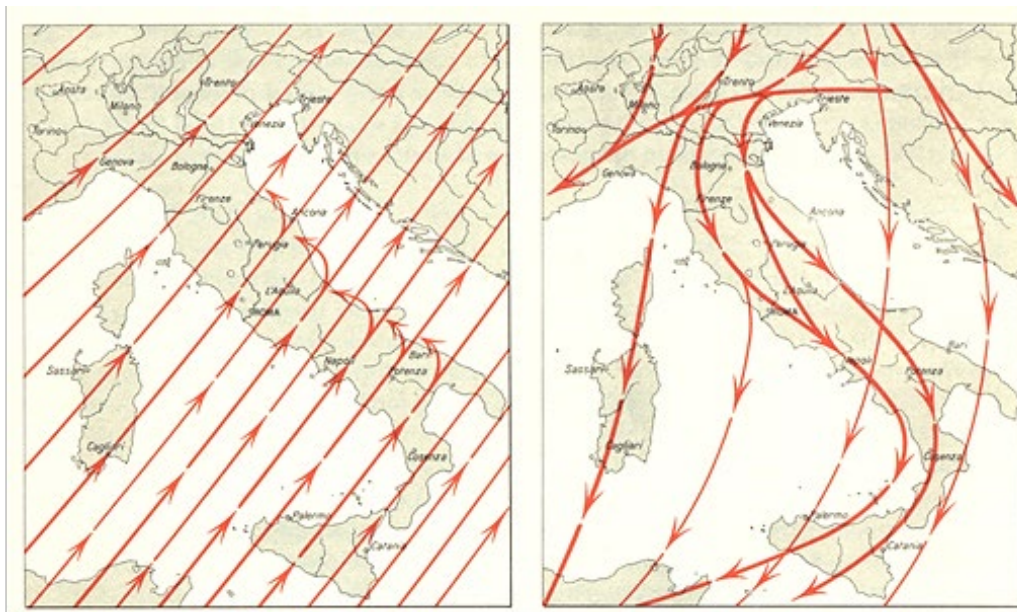 Aosta
Trento
Milano
Trieste
Venezia
Torino
Genova
Bologna
Firenze
Ancona
Perugia
L'Aquila
ROMA
Bari
Napoli
Potenza
Sassari
Cagliari
Cosenza
Palermo
Catania
Aosta
Trento
Milano
Trieste
Venezia
Torino
Genova
Bologna
Firenze
Ancona
Perugia
L'Aquila
ROMA
Bari
Napoli
Potenza
Sassari
Cagliari
Cosenza
Palermo
Catania